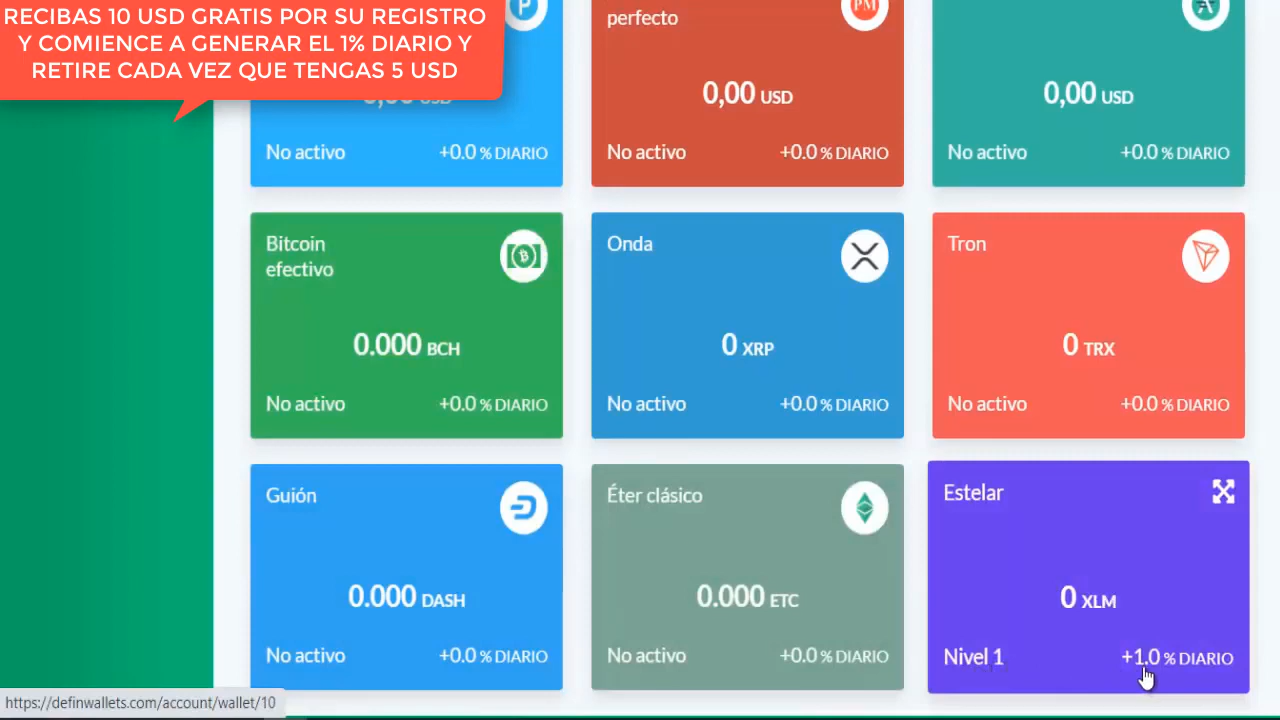 RECIBAS 10 USD GRATIS POR SU REGISTRO
Y COMIENCE A GENERAR EL 1% DIARIO Y
RETIRE CADA VEZ QUE TENGAS 5 USD
P
0,00 USD
No activo +0.0 % DIARIO
perfecto
PM
0,00 USD
No activo +0.0 % DIARIO
0,00 USD
No activo +0.0 % DIARIO
Bitcoin
efectivo
0.000 BCH
No activo +0.0 % DIARIO
Onda
0 XRP
No activo +0.0 % DIARIO
Tron
0 TRX
No activo +0.0 % DIARIO
Guión
0.000 DASH
No activo +0.0 % DIARIO
Éter clásico
0.000 ETC
No activo +0.0 % DIARIO
Estelar
0 XLM
Nivel 1 +1.0 % DIARIO
https://definwallets.com/account/wallet/10